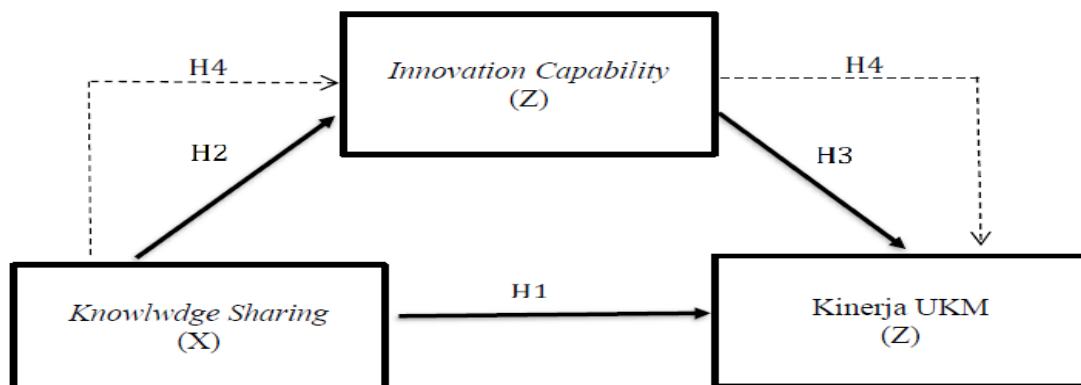 H4
Innovation Capability
(Z)
H4
H2
H3
Knowlwdge Sharing
(X)
H1
Kinerja UKM
(Z)